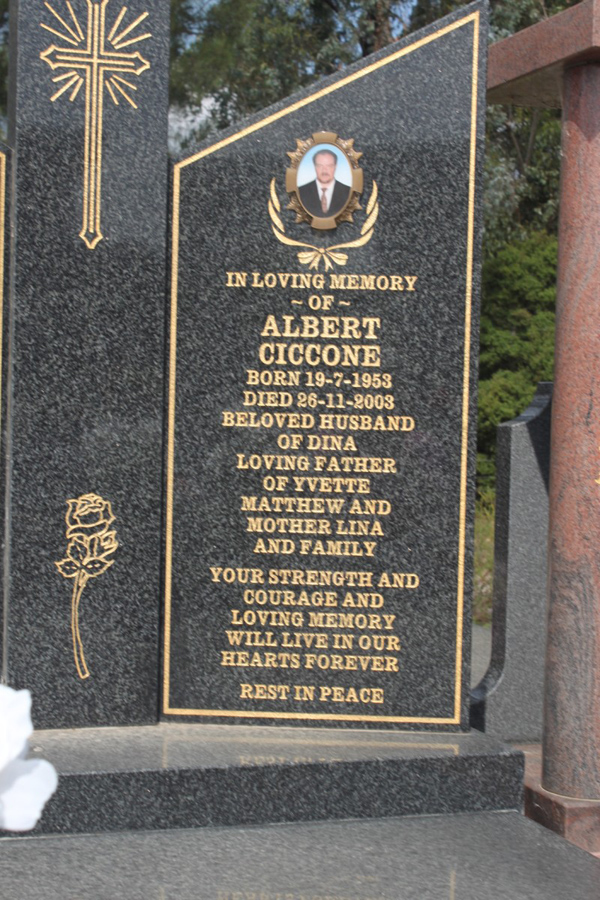 IN LOVING MEMORY
~ OF ~
ALBERT
CICCONE
BORN 19-7-1953
DIED 26-11-2003
BELOVED HUSBAND
OF DINA
LOVING FATHER
OF YVETTE
MATTHEW AND
MOTHER LINA
AND FAMILY
YOUR STRENGTH AND
COURAGE AND
LOVING MEMORY
WILL LIVE IN OUR
HEARTS FOREVER
REST IN PEACE